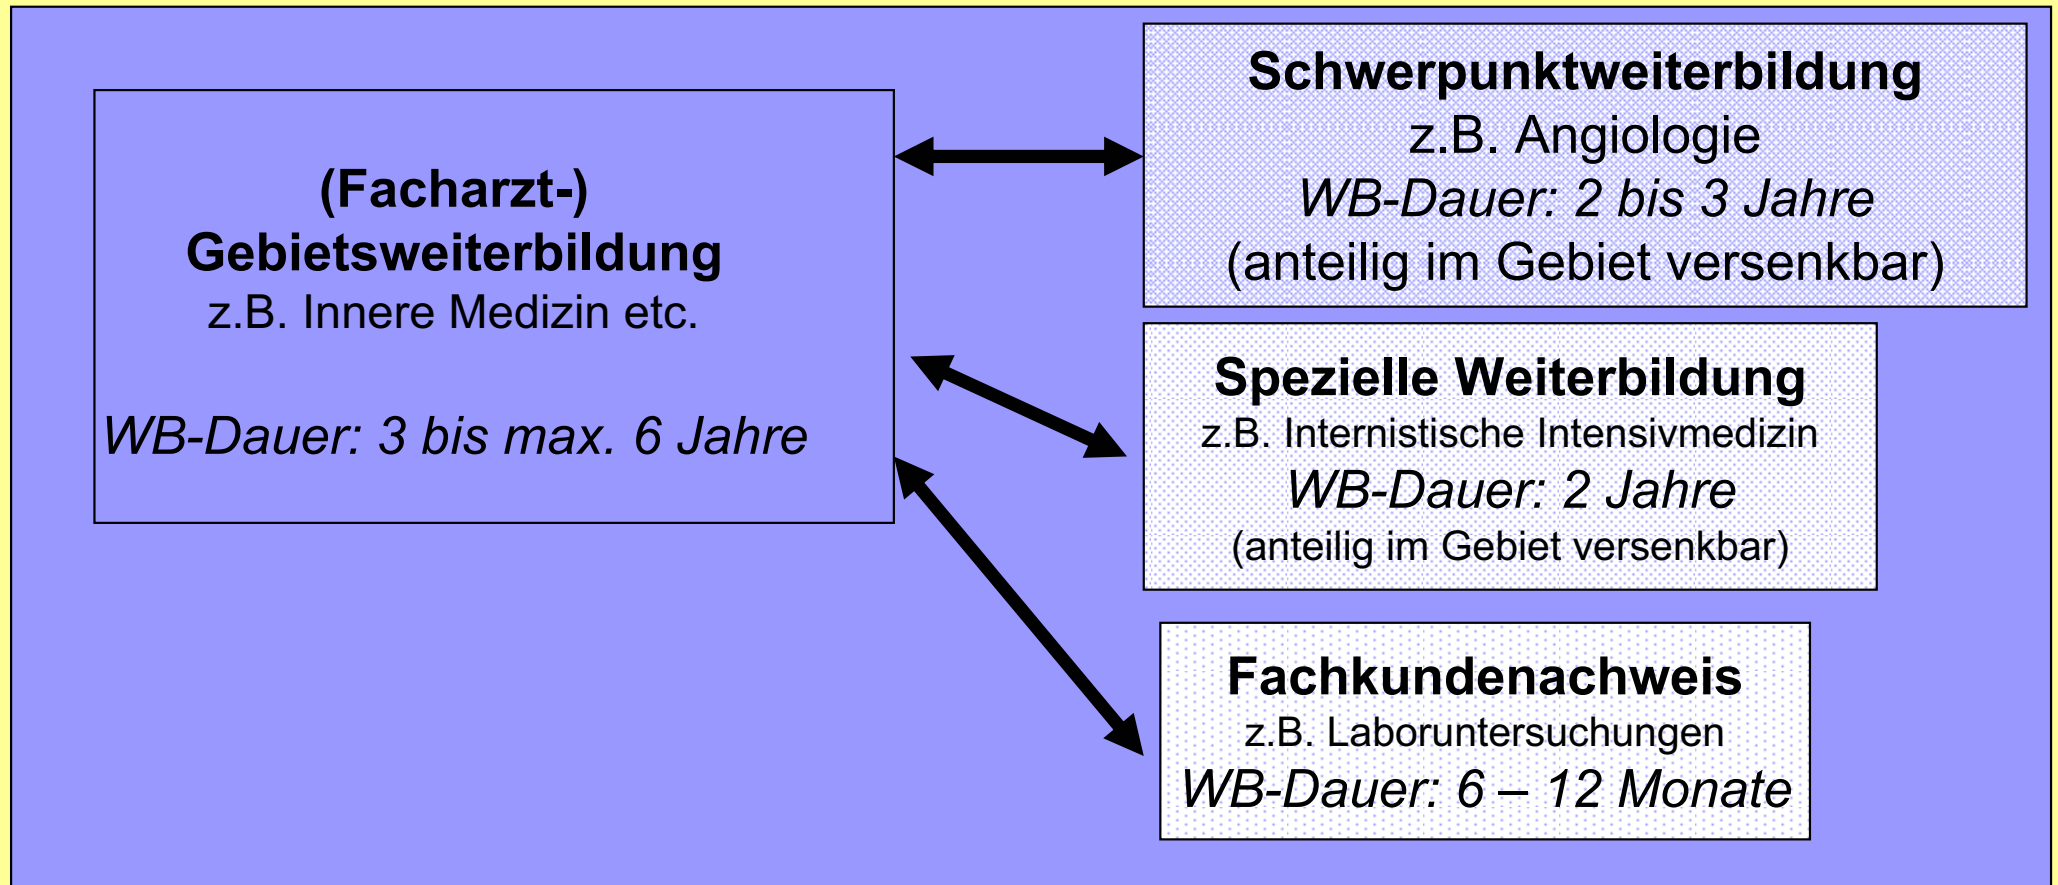 (Facharzt-)
Gebietsweiterbildung
z.B. Innere Medizin etc.
WB-Dauer: 3 bis max. 6 Jahre
Schwerpunktweiterbildung
z.B. Angiologie
WB-Dauer: 2 bis 3 Jahre
(anteilig im Gebiet versenkbar)
Spezielle Weiterbildung
z.B. Internistische Intensivmedizin
WB-Dauer: 2 Jahre
(anteilig im Gebiet versenkbar)
Fachkundenachweis
z.B. Laboruntersuchungen
WB-Dauer: 6 – 12 Monate